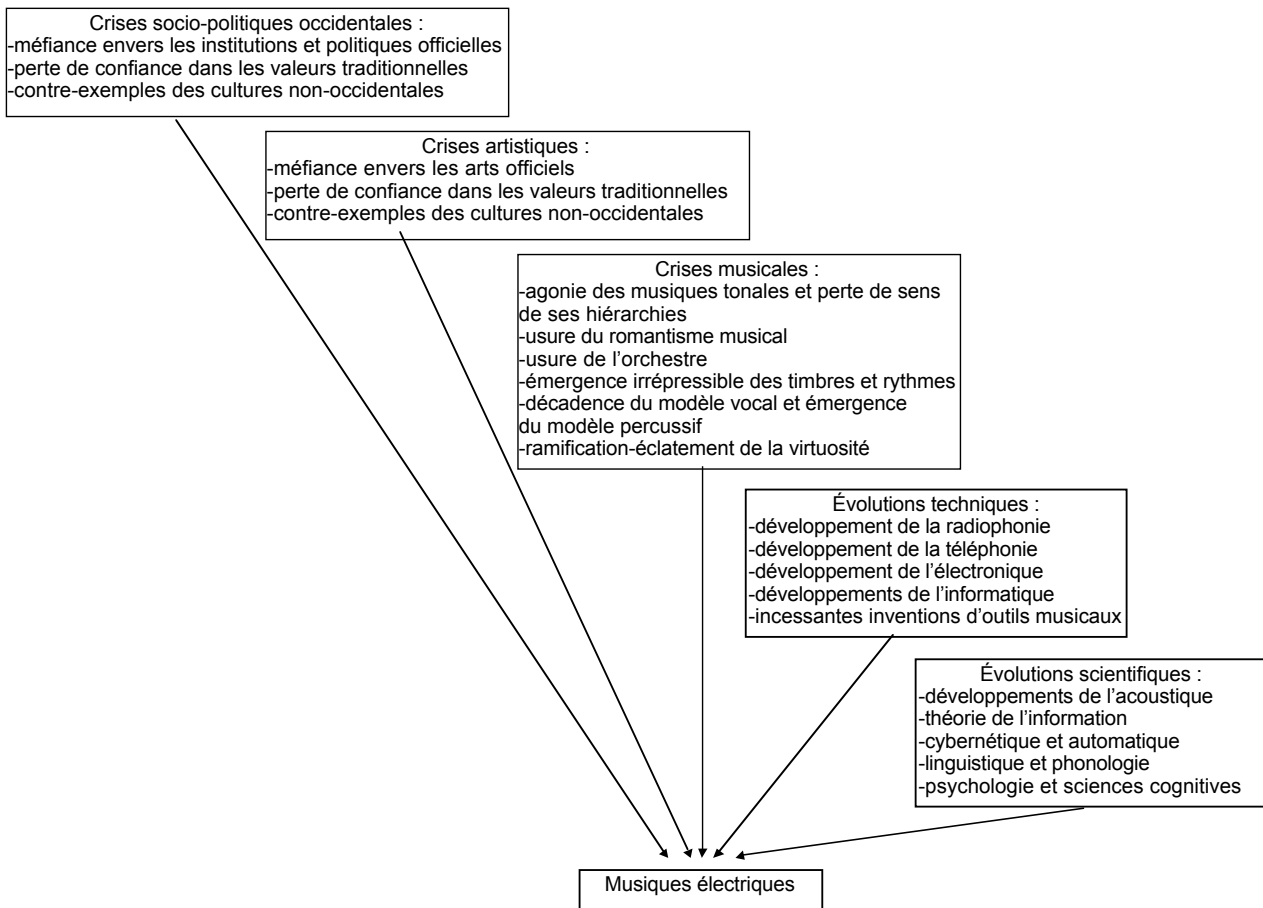 Crises socio-politiques occidentales :
-méfiance envers les institutions et politiques officielles
-perte de confiance dans les valeurs traditionnelles
-contre-exemples des cultures non-occidentales
Crises artistiques :
-méfiance envers les arts officiels
-perte de confiance dans les valeurs traditionnelles
-contre-exemples des cultures non-occidentales
Crises musicales :
-agonie des musiques tonales et perte de sens
de ses hiérarchies
-usure du romantisme musical
-usure de l’orchestre
-émergence irrépressible des timbres et rythmes
-décadence du modèle vocal et émergence
du modèle percussif
-ramification-éclatement de la virtuosité
Évolutions techniques :
-développement de la radiophonie
-développement de la téléphonie
-développement de l’électronique
-développements de l’informatique
-incessantes inventions d’outils musicaux
Évolutions scientifiques :
-développements de l’acoustique
-théorie de l’information
-cybernétique et automatique
-linguistique et phonologie
-psychologie et sciences cognitives
Musiques électriques